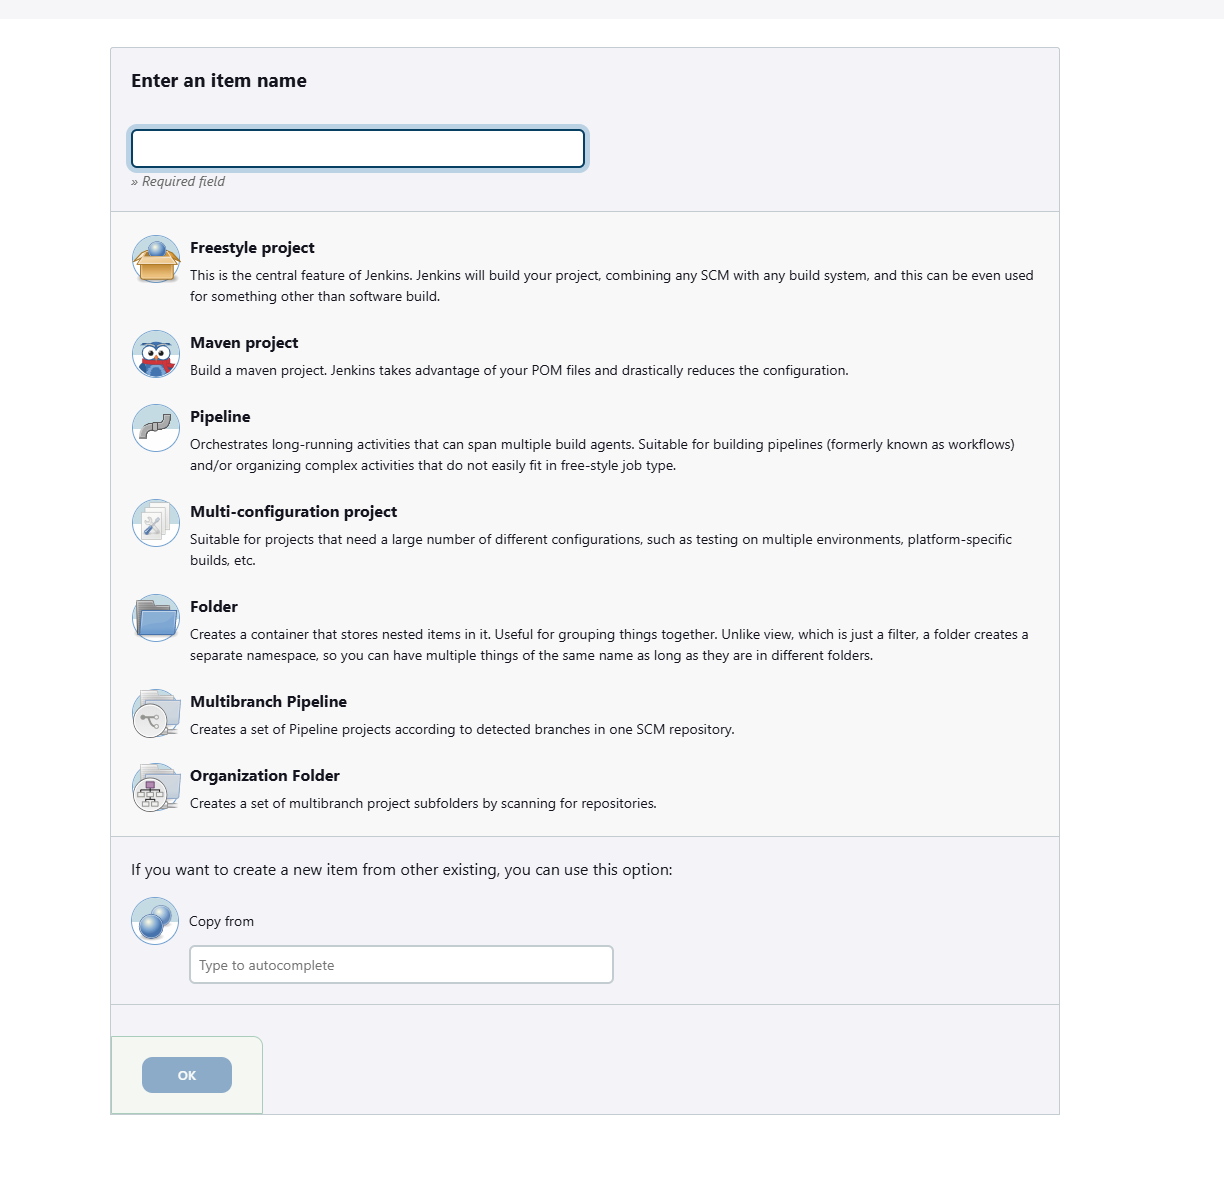 Enter an item name
» Required field
Freestyle project
This is the central feature of Jenkins. Jenkins will build your project, combining any SCM with any build system, and this can be even used
for something other than software build.
Maven project
Build a maven project. Jenkins takes advantage of your POM files and drastically reduces the configuration.
Pipeline
Orchestrates long-running activities that can span multiple build agents. Suitable for building pipelines (formerly known as workflows)
and/or organizing complex activities that do not easily fit in free-style job type.
Multi-configuration project
Suitable for projects that need a large number of different configurations, such as testing on multiple environments, platform-specific
builds, etc.
Folder
Creates a container that stores nested items in it. Useful for grouping things together. Unlike view, which is just a filter, a folder creates a
separate namespace, so you can have multiple things of the same name as long as they are in different folders.
Multibranch Pipeline
Creates a set of Pipeline projects according to detected branches in one SCM repository.
Organization Folder
Creates a set of multibranch project subfolders by scanning for repositories.
If you want to create a new item from other existing, you can use this option:
Copy from
Type to autocomplete
OK